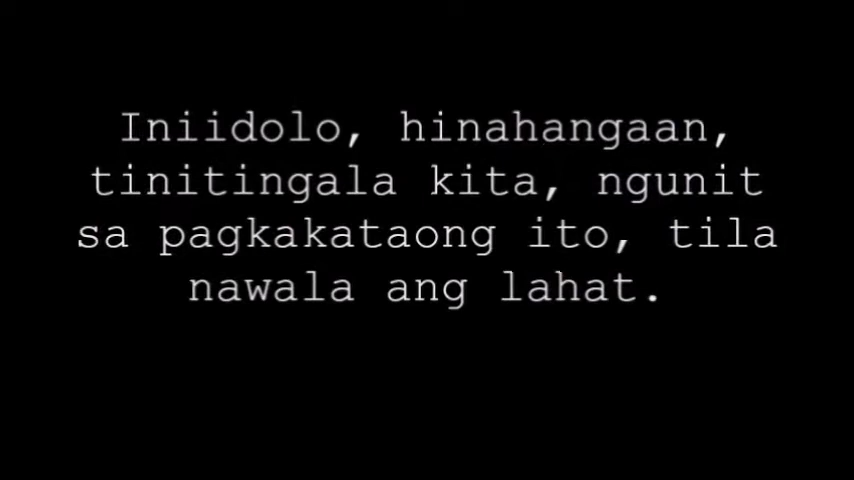 Iniidolo, hinahangaan,
tinitingala kita, ngunit
sa pagkakataong ito, tila
nawala ang lahat.